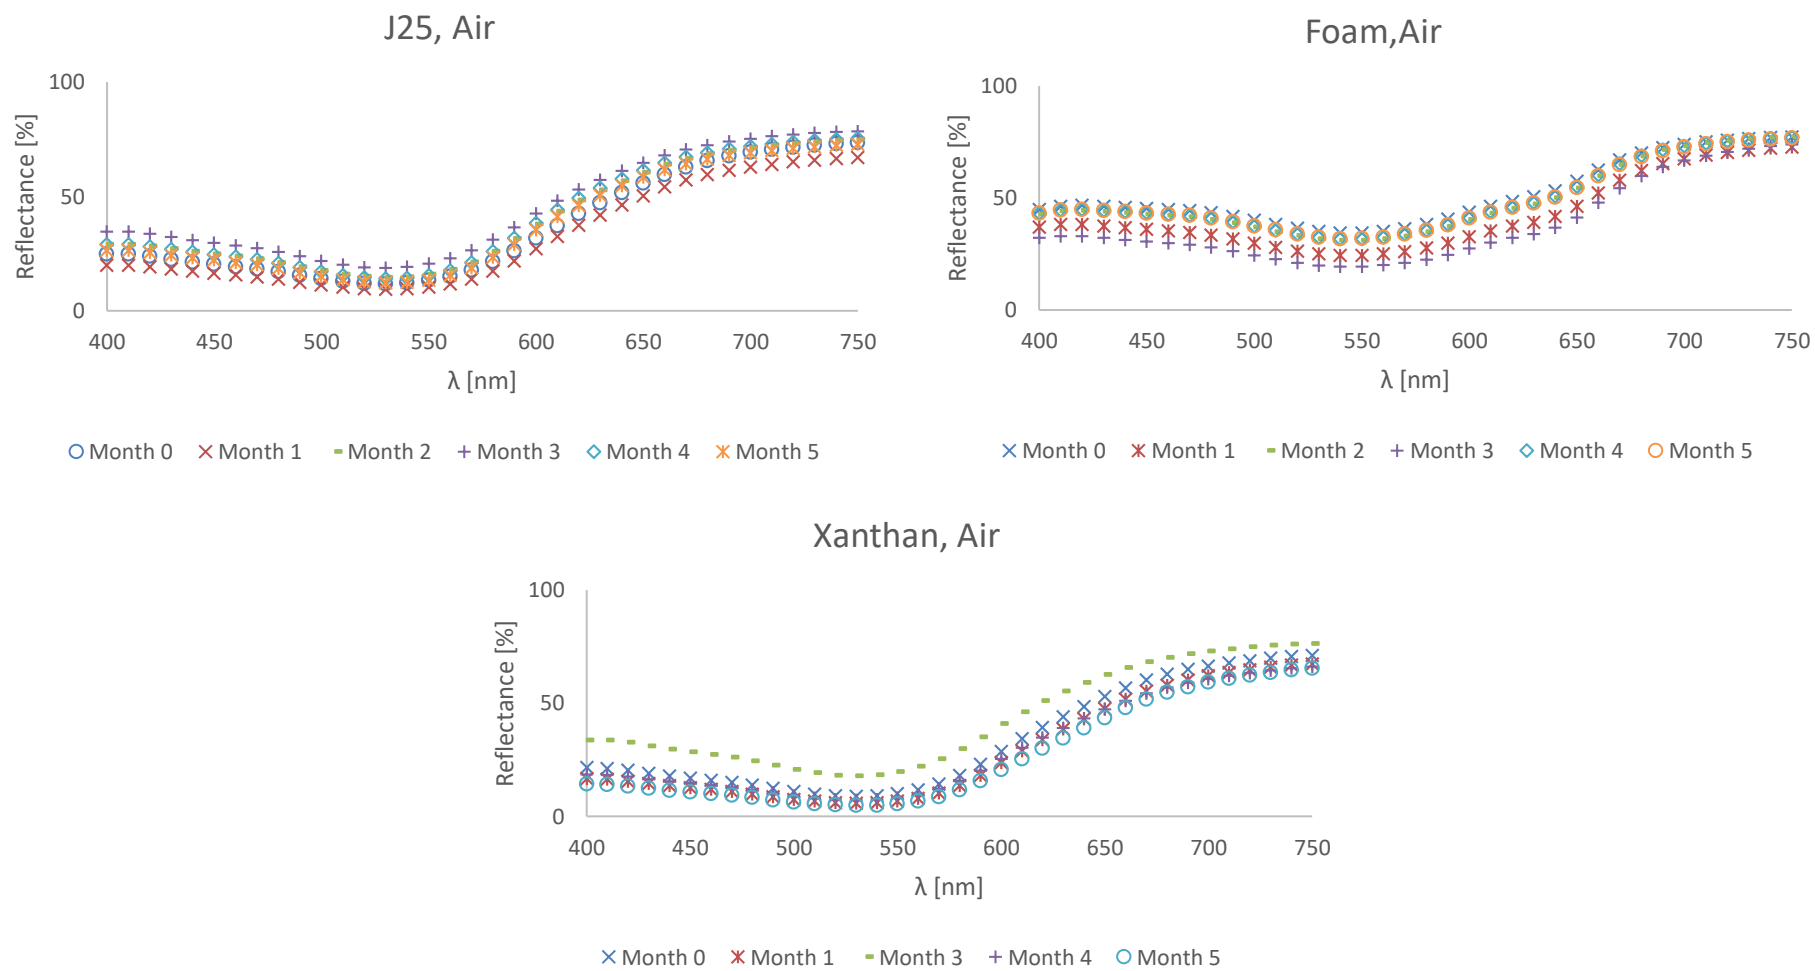 J25, Air
Reflectance [%]
100
50
0
400 450 500 550 600 650 700 750
λ [nm]
Month 0 Month 1 Month 2 Month 3 Month 4 Month 5
Foam,Air
Reflectance [%]
100
50
0
400 450 500 550 600 650 700 750
λ [nm]
Month 0 Month 1 Month 2 Month 3 Month 4 Month 5
Xanthan, Air
Reflectance [%]
100
50
0
400 450 500 550 600 650 700 750
λ [nm]
Month 0 Month 1 Month 3 Month 4 Month 5